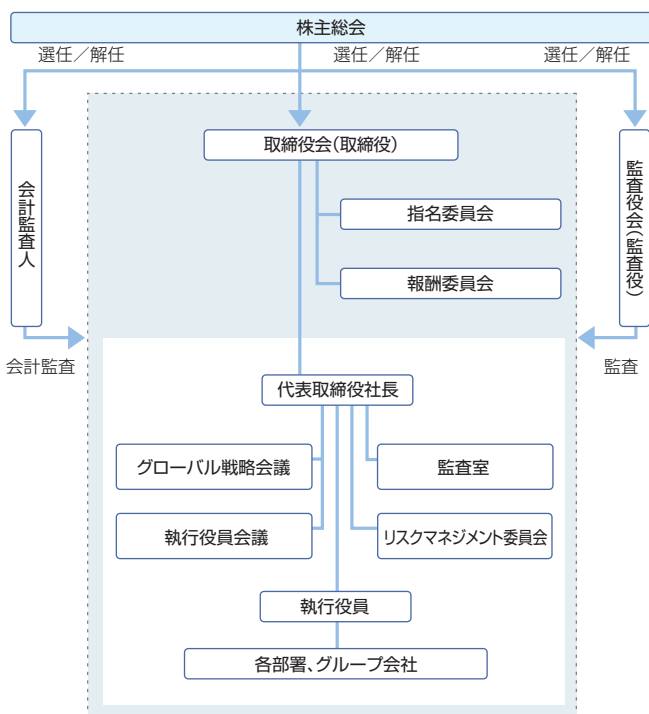 株主総会
選任／解任
選任／解任
選任／解任
取締役会(取締役)
会計監査人
監査役会(監査役)
指名委員会
報酬委員会
会計監査
監査
代表取締役社長
グローバル戦略会議
監査室
執行役員会議
リスクマネジメント委員会
執行役員
各部署、グループ会社